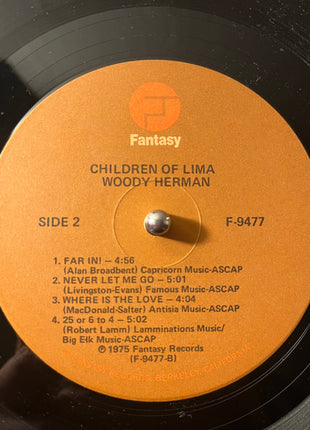 Fantasy
CHILDREN OF LIMA
WOODY HERMAN
SIDE 2 F-9477
1. FAR IN! – 4:56
(Alan Broadbent) Capricorn Music-ASCAP
2. NEVER LET ME GO – 5:01
(Livingston-Evans) Famous Music-ASCAP
3. WHERE IS THE LOVE – 4:04
(MacDonald-Salter) Antisia Music-ASCAP
4. 25 or 6 to 4 – 5:02
(Robert Lamm) Lamminations Music/
Big Elk Music-ASCAP
℗ 1975 Fantasy Records
(F-9477-B)